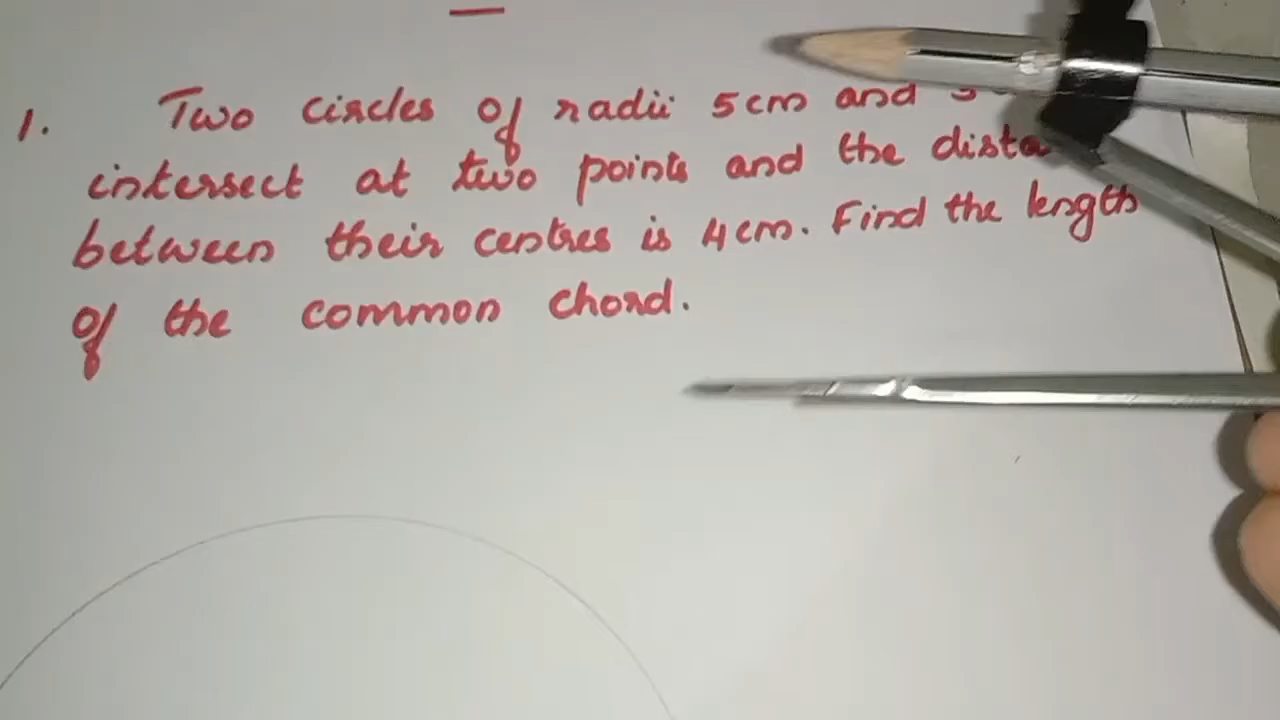 1. Two circles of radii 5cm and
intersect at two points and the
between their centres is 4cm. Find the length
of the common chord.